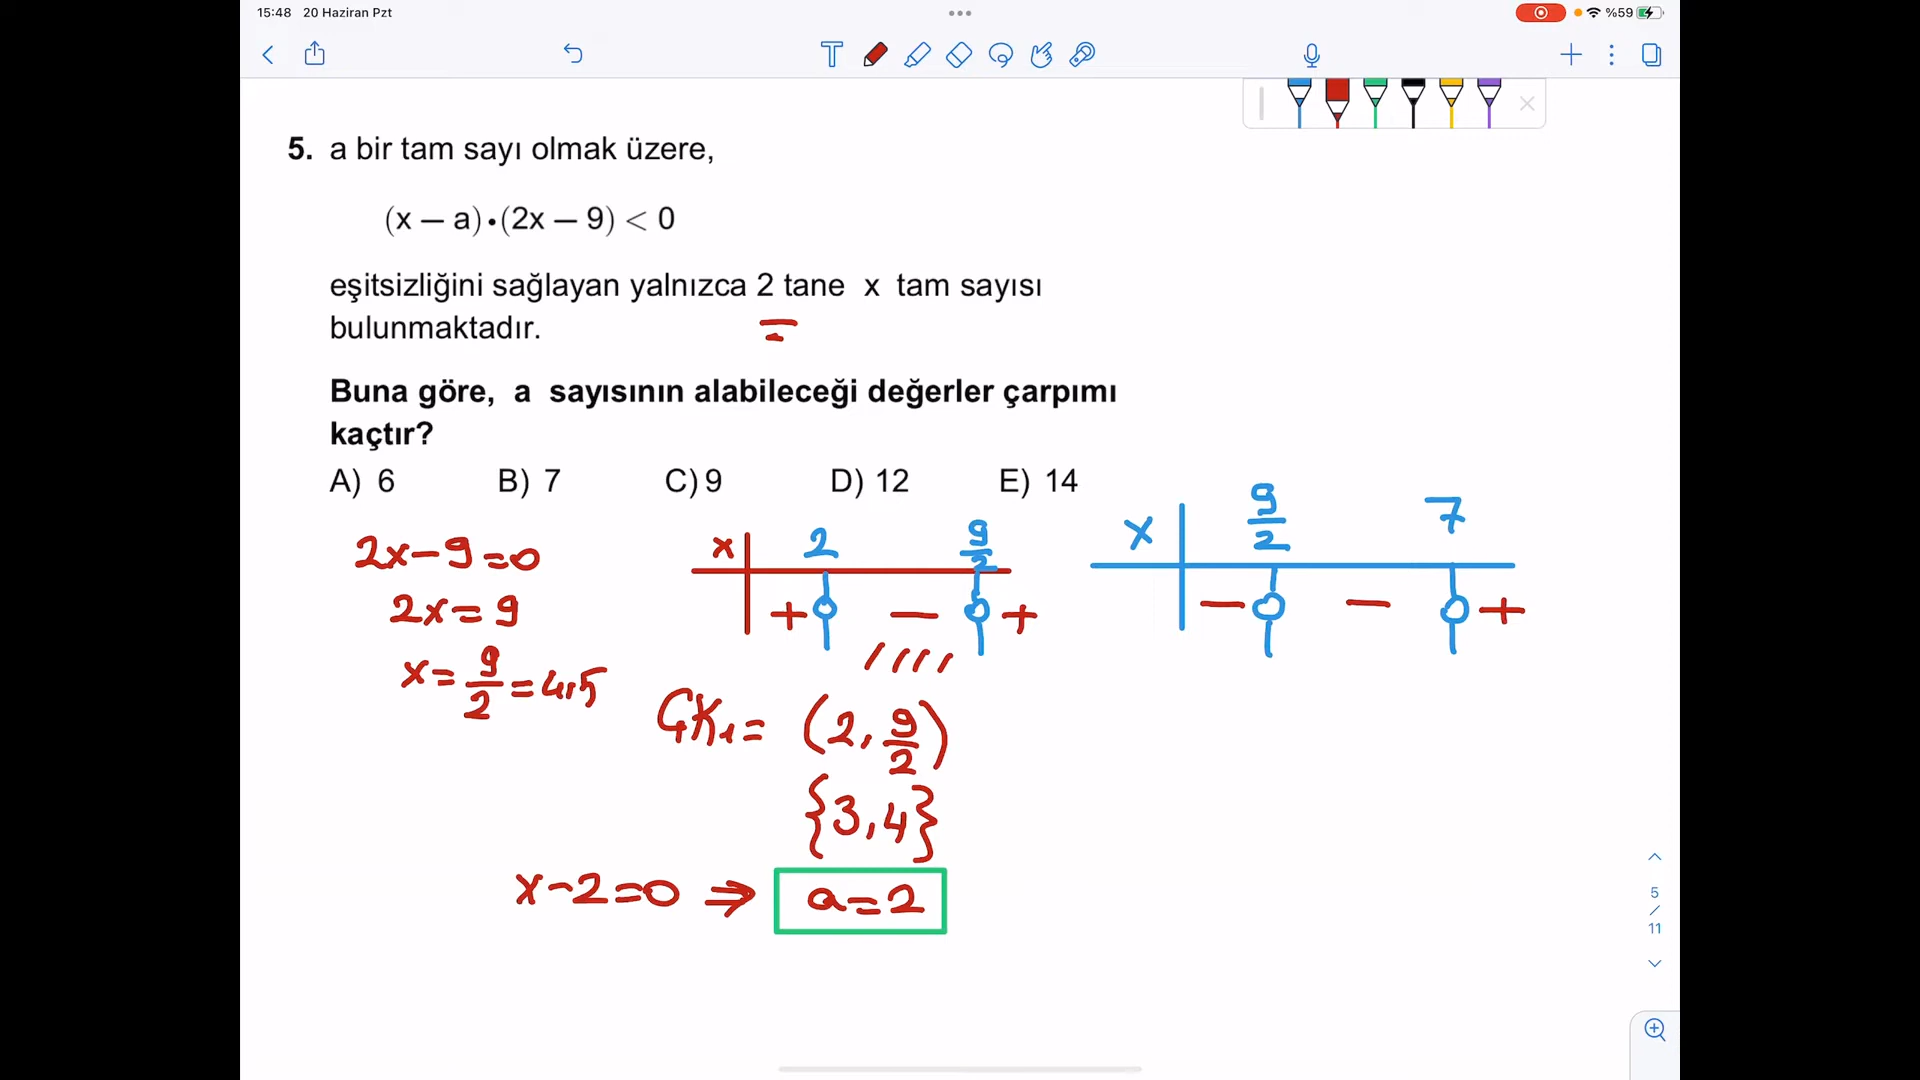 15:48 20 Haziran Pzt
%59
5. a bir tam sayı olmak üzere,
(x – a)•(2x – 9) < 0
eşitsizliğini sağlayan yalnızca 2 tane x tam sayısı
bulunmaktadır.
Buna göre, a sayısının alabileceği değerler çarpımı
kaçtır?
A) 6 B) 7 C) 9 D) 12 E) 14
2x-9=0
2x=9
x=9/2=4,5
x 2 9/2
+ - +
ÇK₁= (2, 9/2)
{3,4}
x-2=0 ⇒ a=2
x 9/2 7
- - +
5
/
11